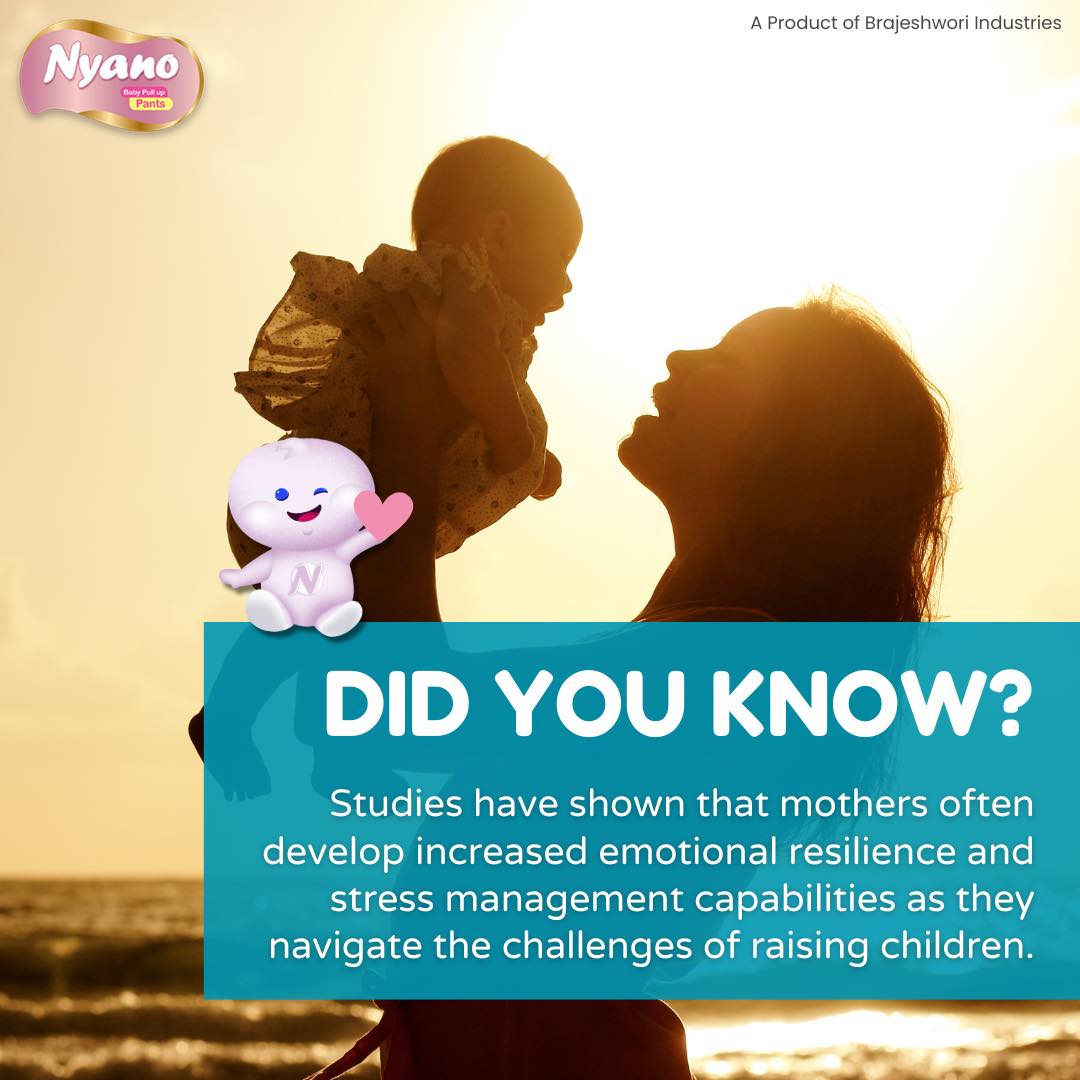 A Product of Brajeshwori Industries
Nyano
Baby Pull up
Pants
N
DID YOU KNOW?
Studies have shown that mothers often
develop increased emotional resilience and
stress management capabilities as they
navigate the challenges of raising children.